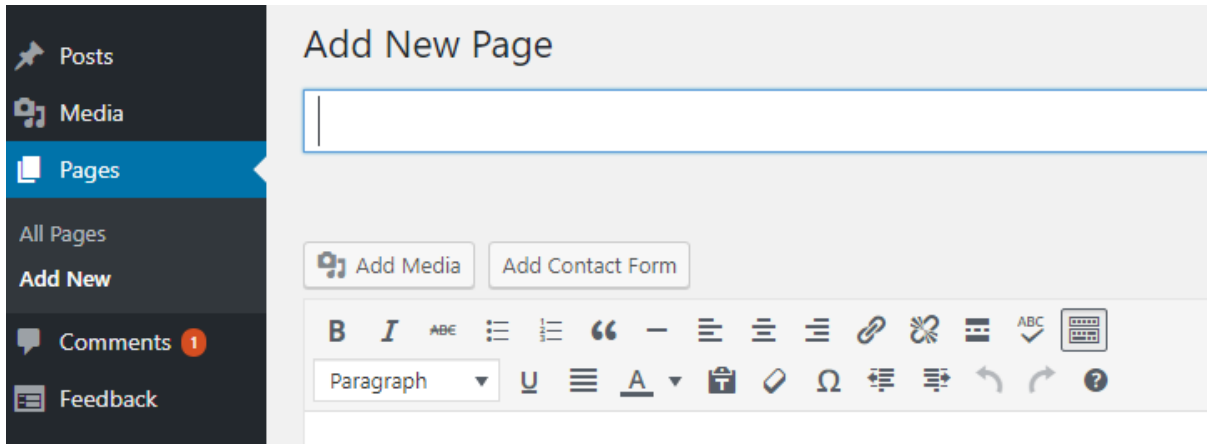 Posts
Media
Pages
All Pages
Add New
Comments 1
Feedback
Add New Page
Add Media
Add Contact Form
B I ABE ABC
Paragraph U A T Ω ?